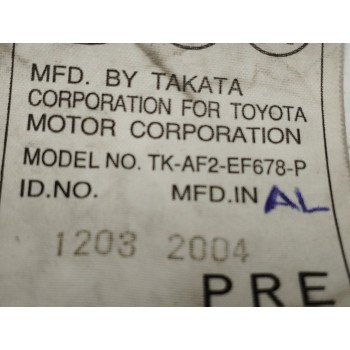 MFD. BY TAKATA
CORPORATION FOR TOYOTA
MOTOR CORPORATION
MODEL NO. TK-AF2-EF678-P
ID.NO. MFD.IN AL
1203 2004
PRE